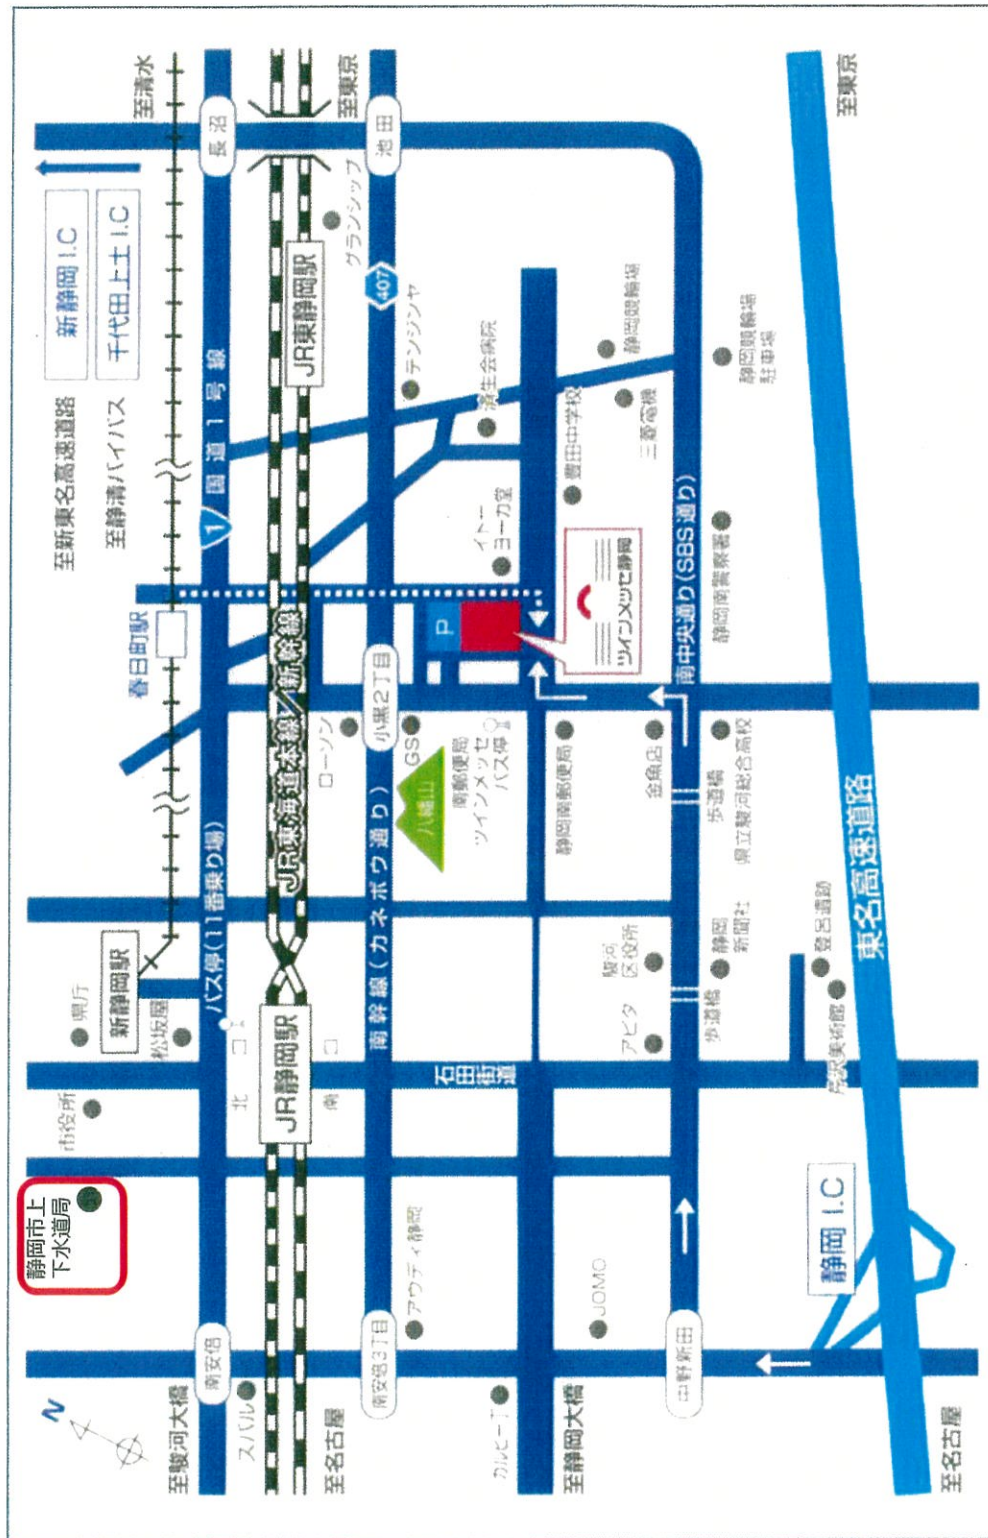 N
至駿河大橋
スバル
至名古屋
南安倍
静岡市上
下水道局
市役所
県庁
松坂屋
新静岡駅
バス停(11番乗り場)
北口
JR静岡駅
南口
南安倍3丁目
アウディ静岡
カルビー
至静岡大橋
JOMO
中野新田
静岡 I.C
至名古屋
石田街道
南幹線(カネボウ通り)
JR東海道本線/新幹線
春日町駅
1
国道1号線
至新東名高速道路
新静岡 I.C
至静清バイパス
千代田上土 I.C
至清水
長沼
至東京
池田
グランシップ
JR東静岡駅
407
テンジンヤ
済生会病院
イトー
ヨーカ堂
豊田中学校
三菱電機
静岡競輪場
静岡競輪場
駐車場
ローソン
小黒2丁目
GS
八幡山
P
南郵便局
ツインメッセ
バス停
ツインメッセ静岡
静岡南郵便局
金魚店
南中央通り(SBS通り)
静岡南警察署
歩道橋
県立駿河総合高校
駿河
区役所
アピタ
静岡
新聞社
歩道橋
登呂遺跡
芹沢美術館
東名高速道路
至東京